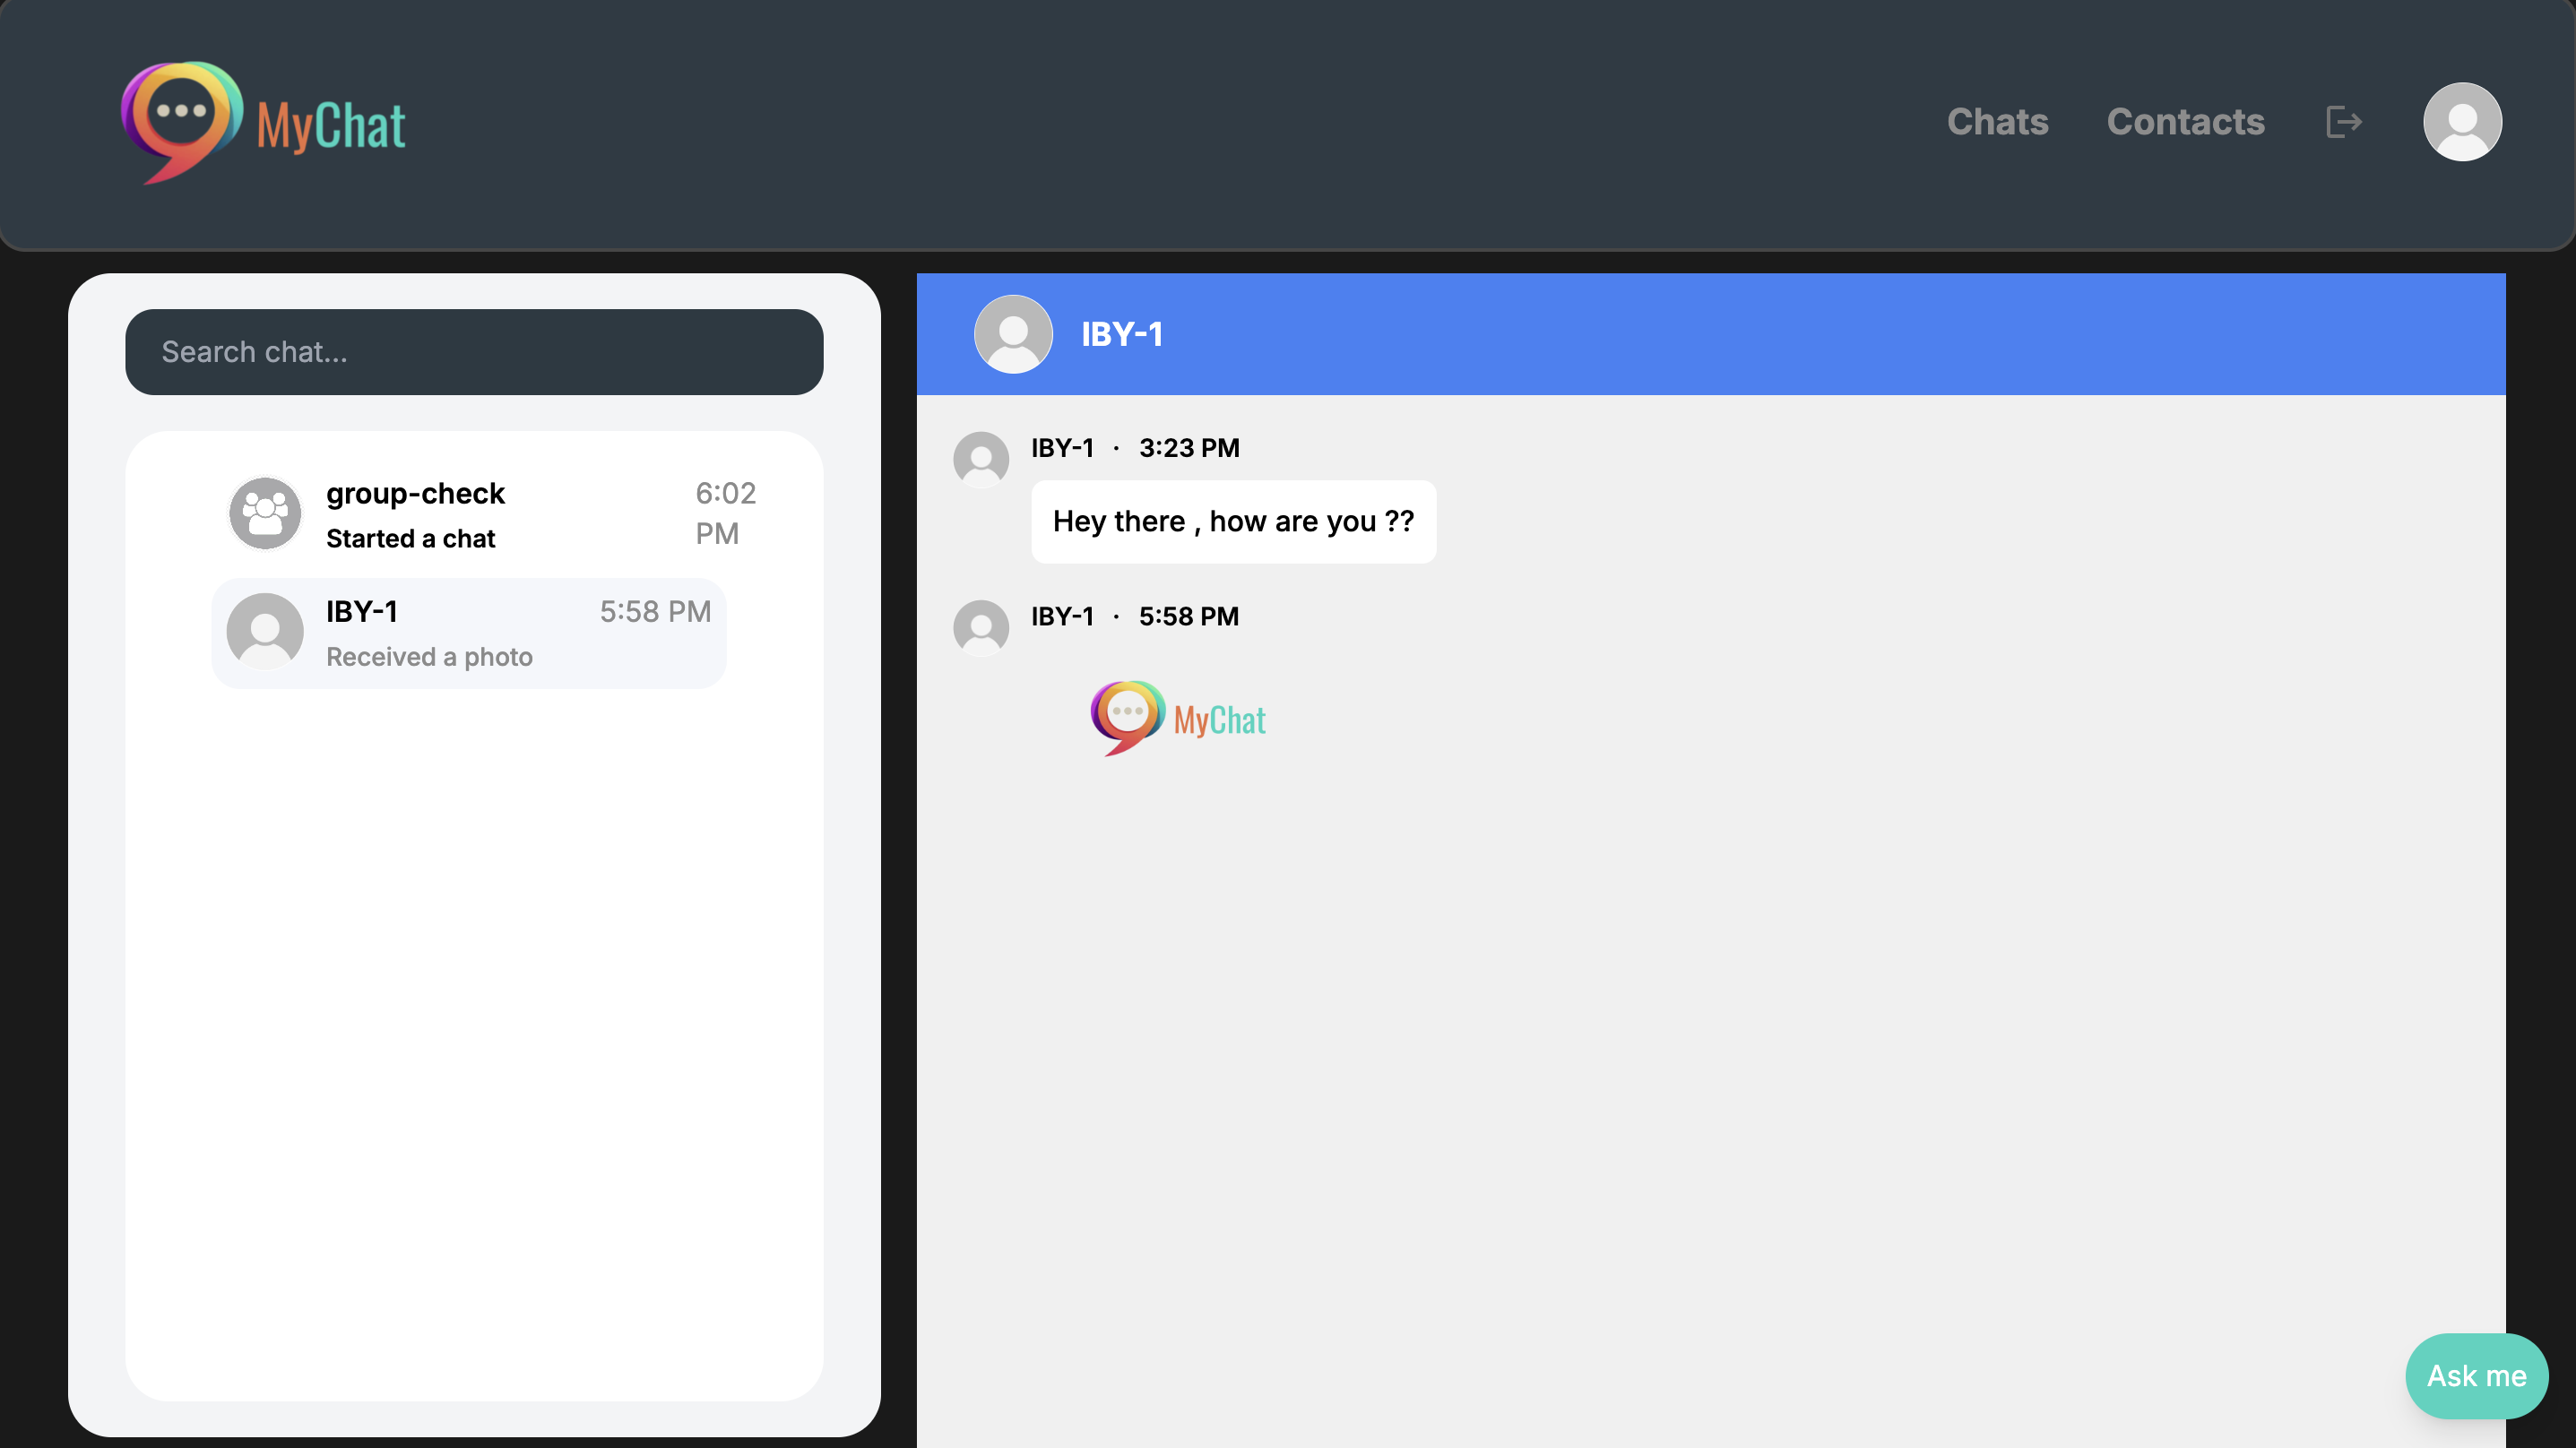 MyChat
Chats
Contacts
Search chat...
group-check
6:02
PM
Started a chat
IBY-1
5:58 PM
Received a photo
IBY-1
IBY-1 · 3:23 PM
Hey there , how are you ??
IBY-1 · 5:58 PM
MyChat
Ask me